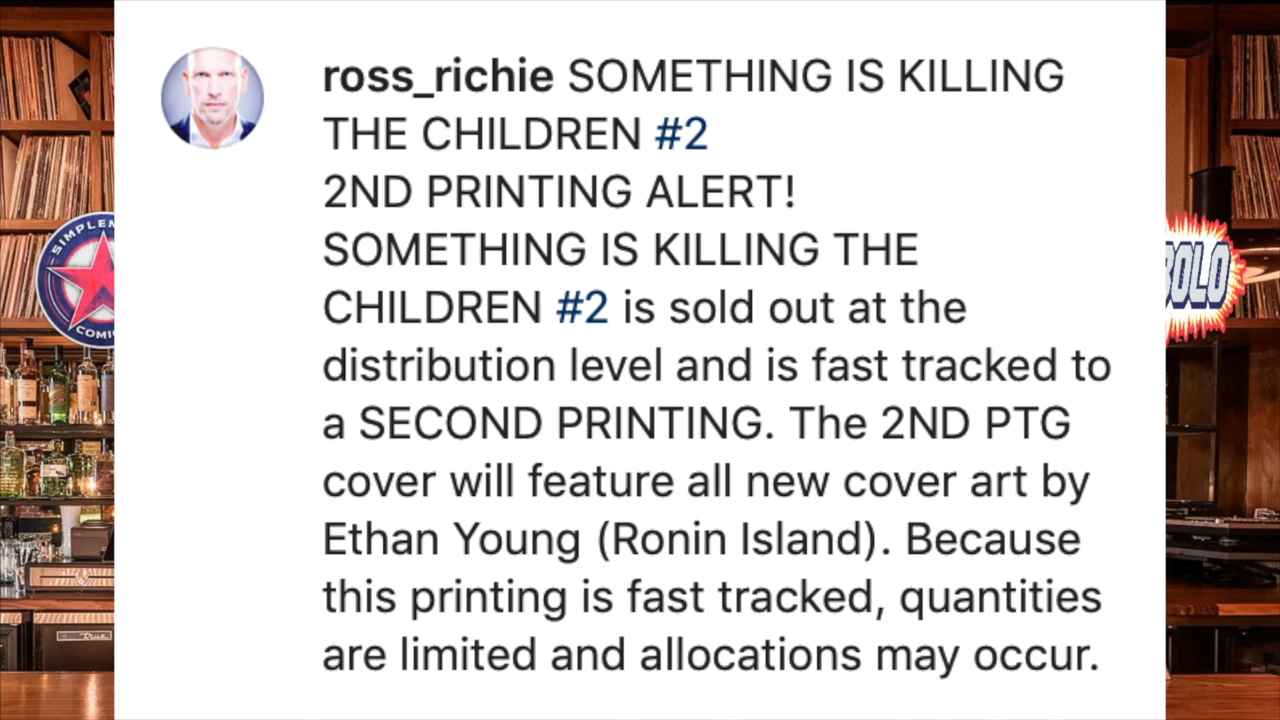 ross_richie SOMETHING IS KILLING
THE CHILDREN #2
2ND PRINTING ALERT!
SOMETHING IS KILLING THE
CHILDREN #2 is sold out at the
distribution level and is fast tracked to
a SECOND PRINTING. The 2ND PTG
cover will feature all new cover art by
Ethan Young (Ronin Island). Because
this printing is fast tracked, quantities
are limited and allocations may occur.
SIMPLEM
COMI
OLO